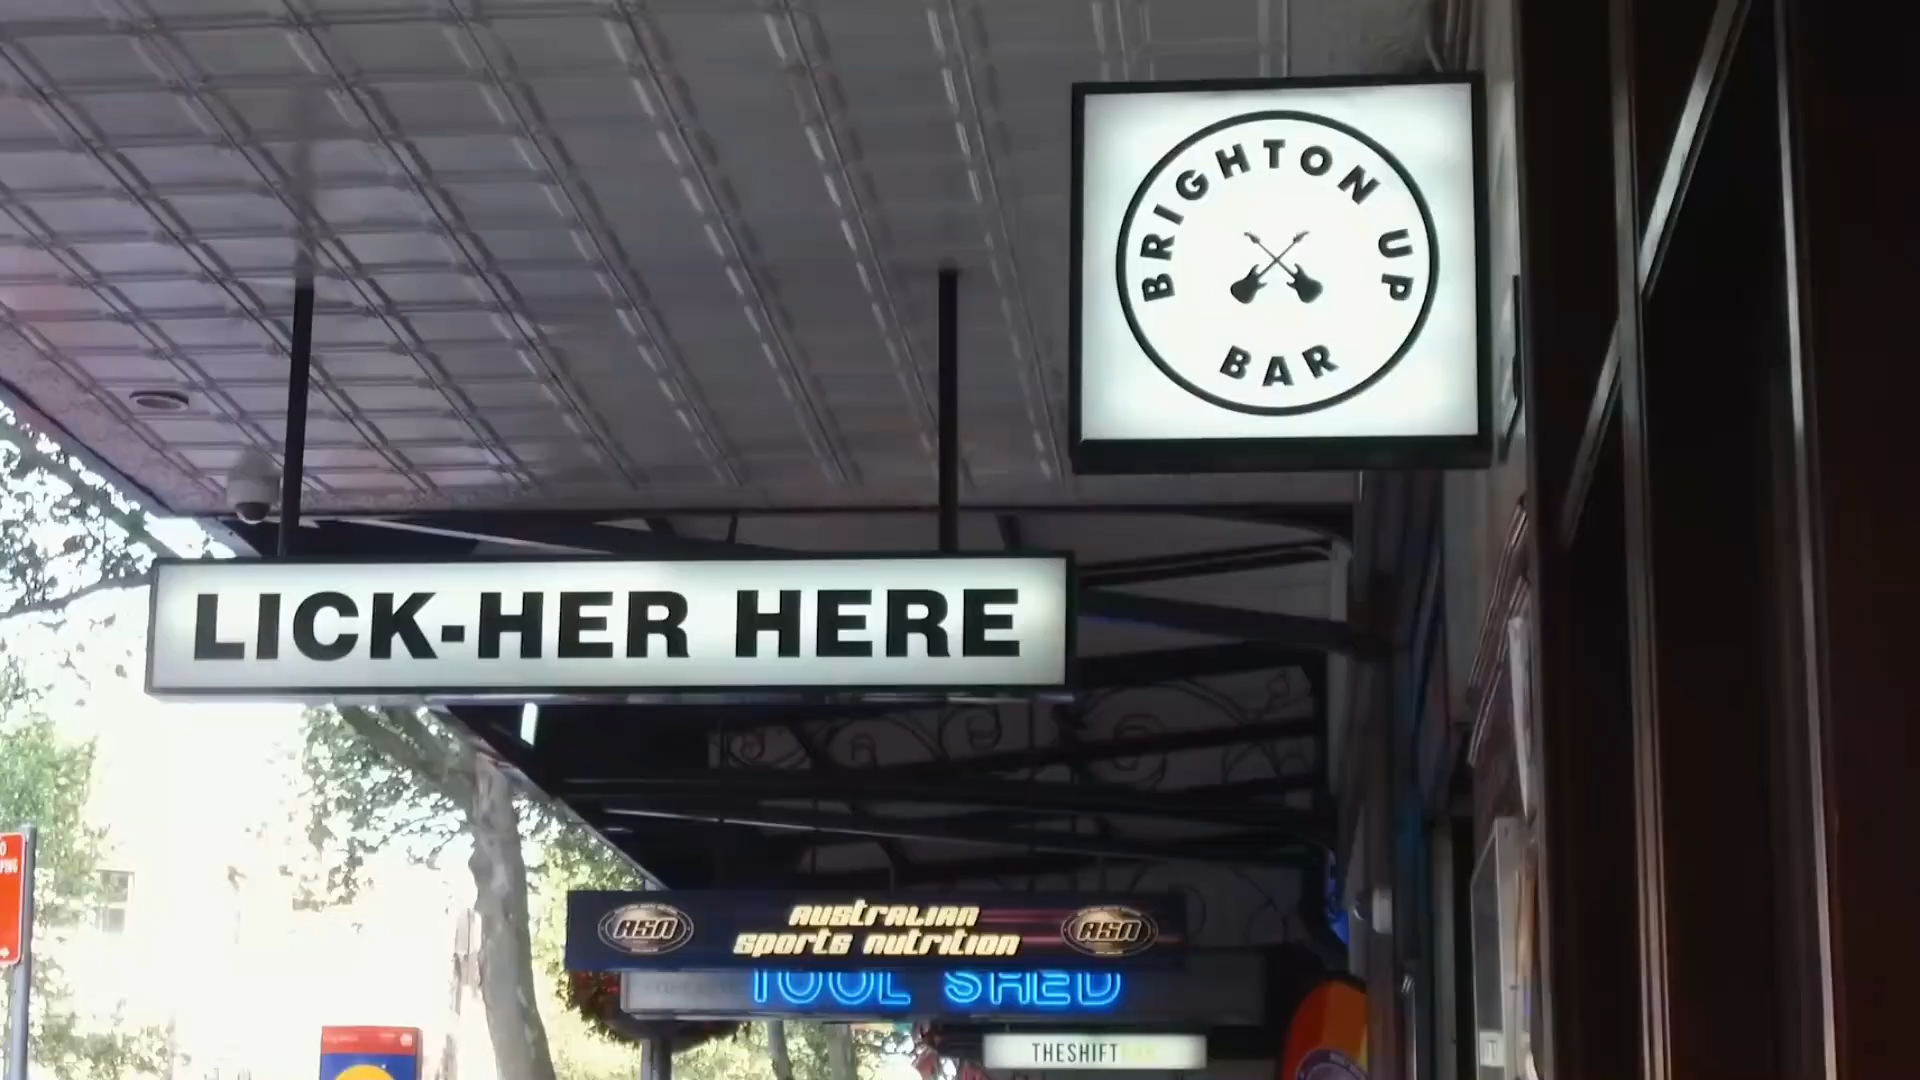 BRIGHTON UP
BAR
LICK-HER HERE
ASN
AUSTRALIAN
sports nutrition
ASN
TOOL SHED
THESHIFT